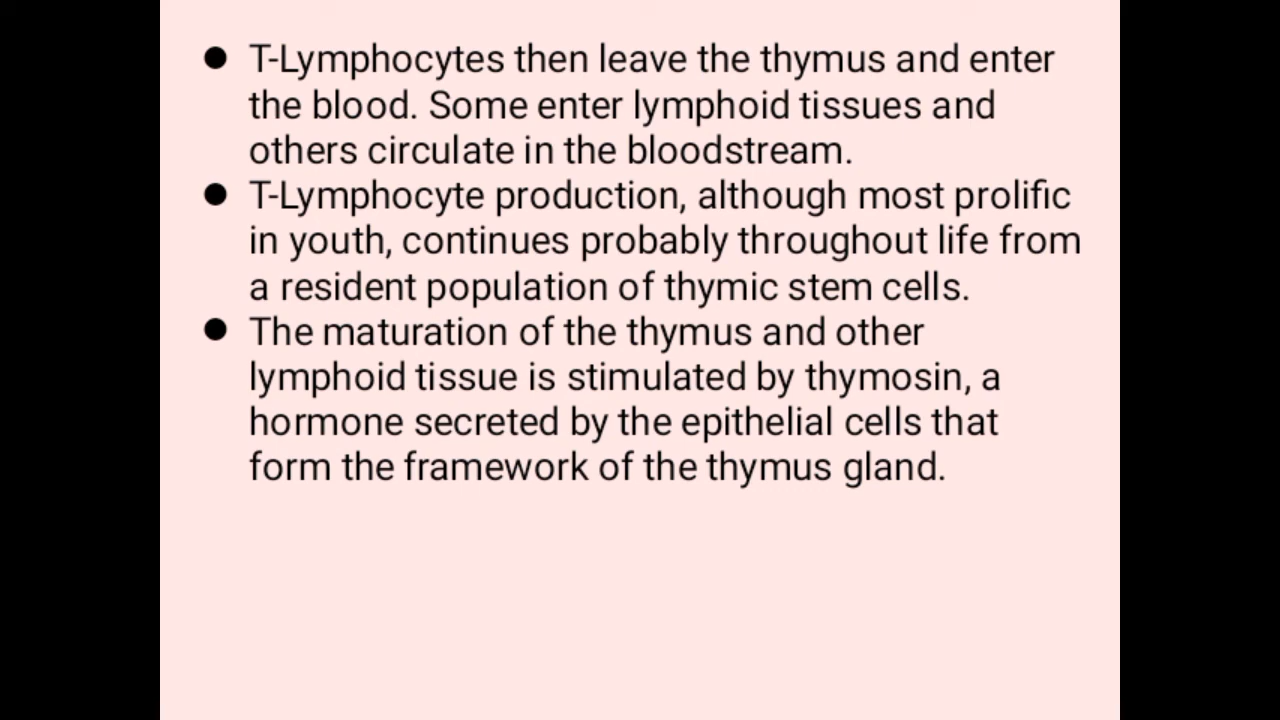 ● T-Lymphocytes then leave the thymus and enter
the blood. Some enter lymphoid tissues and
others circulate in the bloodstream.
● T-Lymphocyte production, although most prolific
in youth, continues probably throughout life from
a resident population of thymic stem cells.
● The maturation of the thymus and other
lymphoid tissue is stimulated by thymosin, a
hormone secreted by the epithelial cells that
form the framework of the thymus gland.